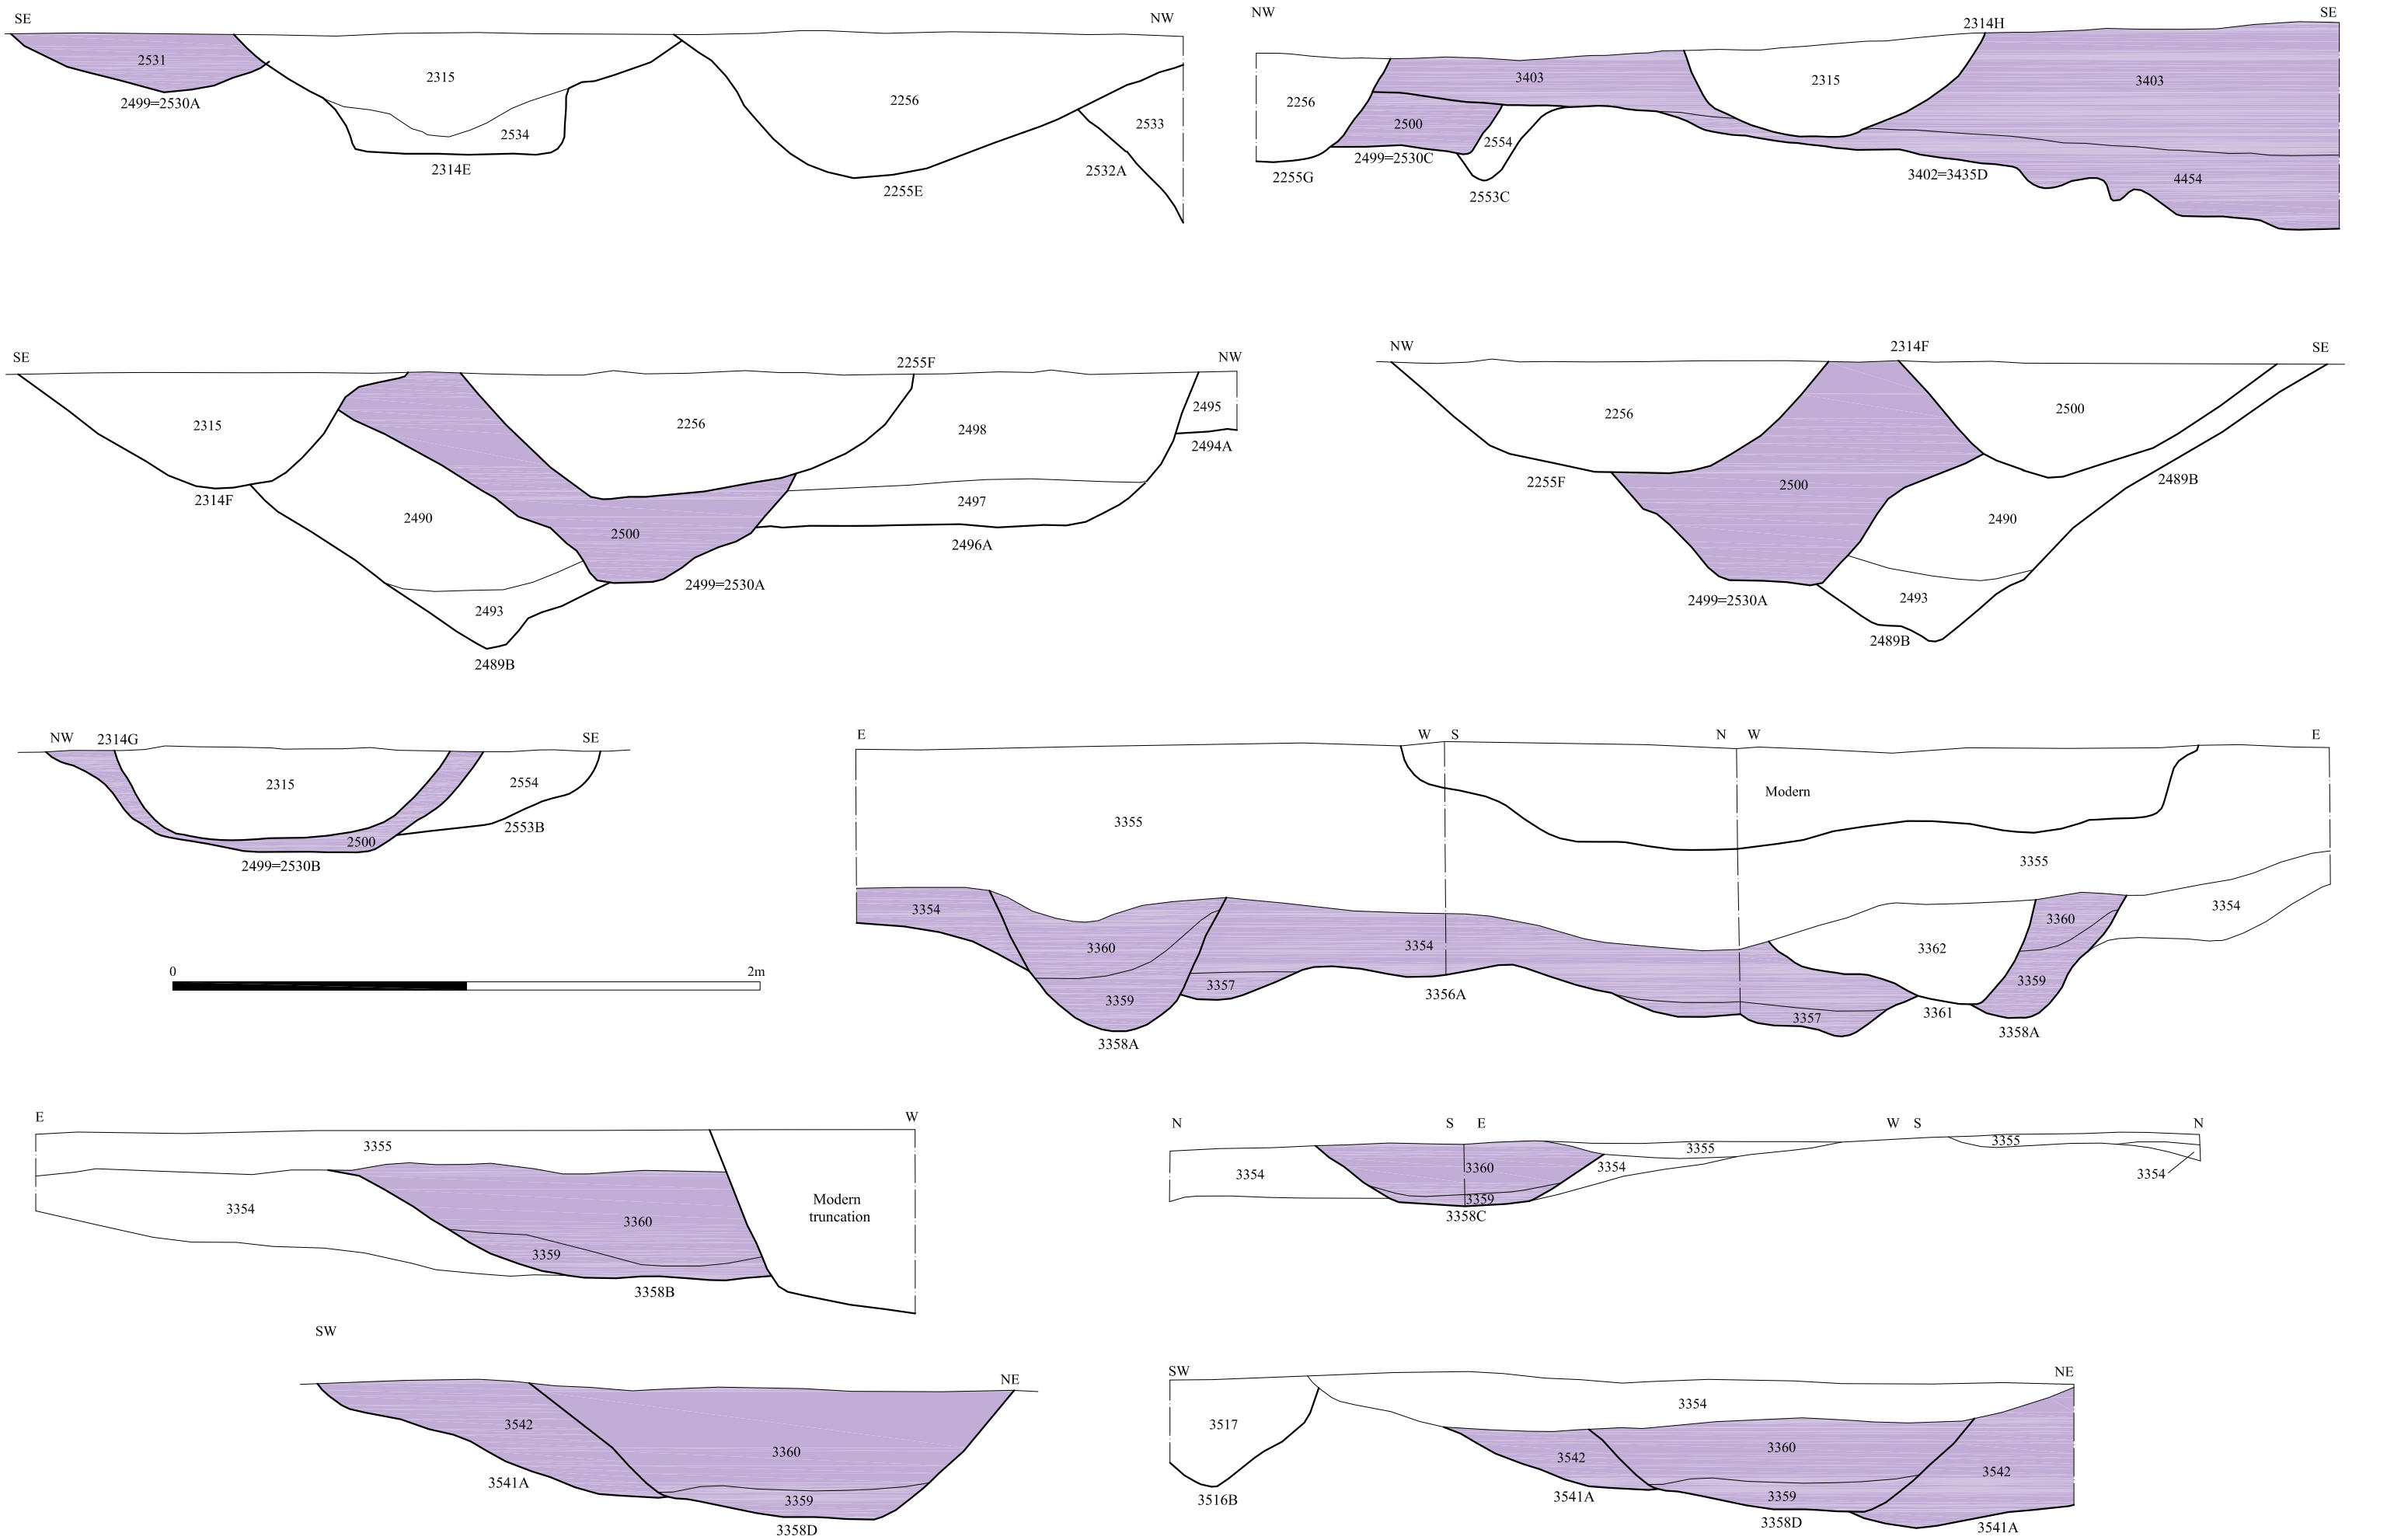 SE NW
2531 2315 2256 2533
2534
2499=2530A 2314E 2255E 2532A
NW 2314H SE
2256 3403 2315 3403
2500 2554
2499=2530C
2255G 2553C 3402=3435D 4454
SE 2255F NW
2315 2256 2498 2495
2494A
2314F 2490 2500 2497
2496A
2499=2530A
2493
2489B
NW 2314F SE
2256 2500
2255F 2500 2489B
2490
2499=2530A 2493
2489B
NW 2314G SE
2315 2554
2500 2553B
2499=2530B
0 2m
E W S N W E
Modern
3355 3355
3354 3360 3354 3362 3360 3354
3359 3357 3359
3356A 3357 3361 3358A
3358A
E W
3355
3354 3360 Modern
truncation
3359
3358B
N S E W S N
3355 3355
3354 3360 3354 3354
3359
3358C
SW
NE
3542 3360
3541A 3359
3358D
SW NE
3517 3354
3542 3360 3542
3516B 3541A 3359
3358D 3541A